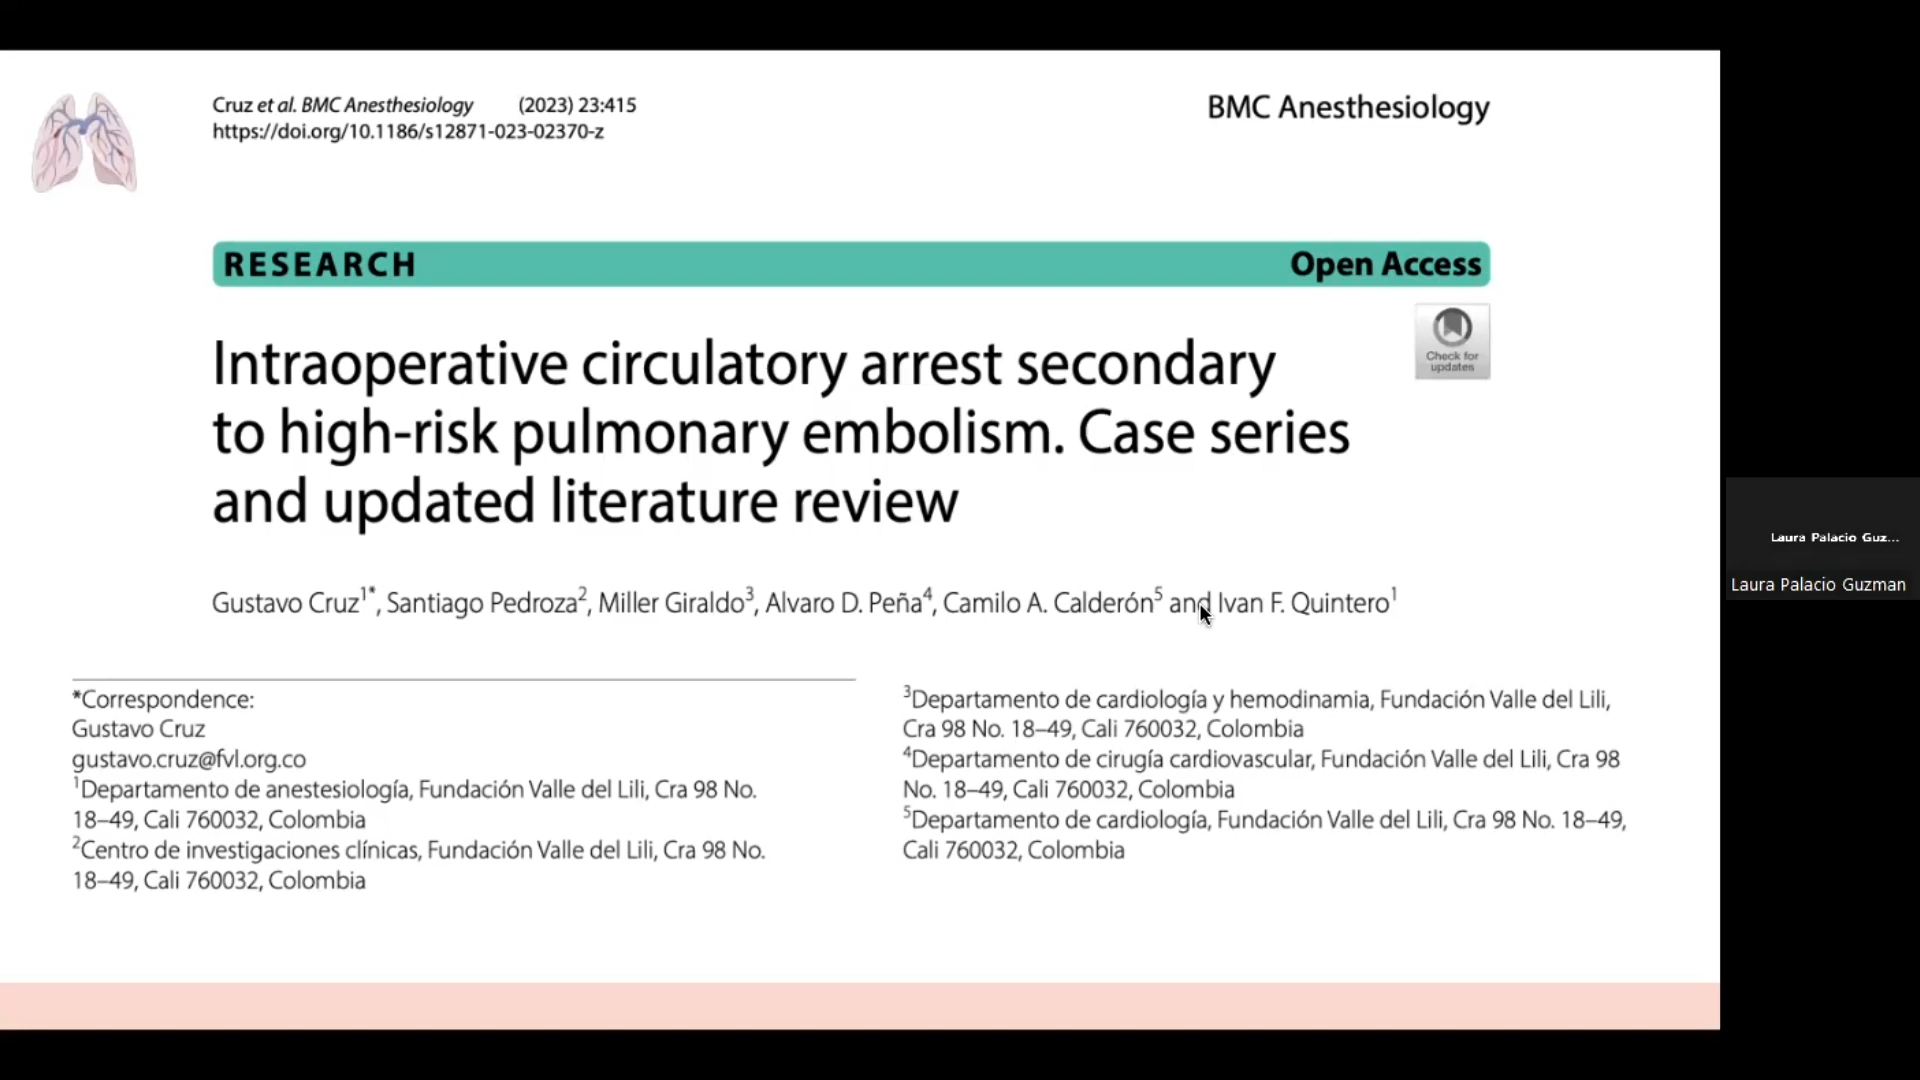 Cruz et al. BMC Anesthesiology (2023) 23:415
https://doi.org/10.1186/s12871-023-02370-z
BMC Anesthesiology
RESEARCH Open Access
Check for
updates
Intraoperative circulatory arrest secondary
to high-risk pulmonary embolism. Case series
and updated literature review
Gustavo Cruz1*, Santiago Pedroza2, Miller Giraldo3, Alvaro D. Peña4, Camilo A. Calderón5 and Ivan F. Quintero1
*Correspondence:
Gustavo Cruz
gustavo.cruz@fvl.org.co
1Departamento de anestesiología, Fundación Valle del Lili, Cra 98 No.
18–49, Cali 760032, Colombia
2Centro de investigaciones clínicas, Fundación Valle del Lili, Cra 98 No.
18–49, Cali 760032, Colombia
3Departamento de cardiología y hemodinamia, Fundación Valle del Lili,
Cra 98 No. 18–49, Cali 760032, Colombia
4Departamento de cirugía cardiovascular, Fundación Valle del Lili, Cra 98
No. 18–49, Cali 760032, Colombia
5Departamento de cardiología, Fundación Valle del Lili, Cra 98 No. 18–49,
Cali 760032, Colombia
Laura Palacio Guz...
Laura Palacio Guzman